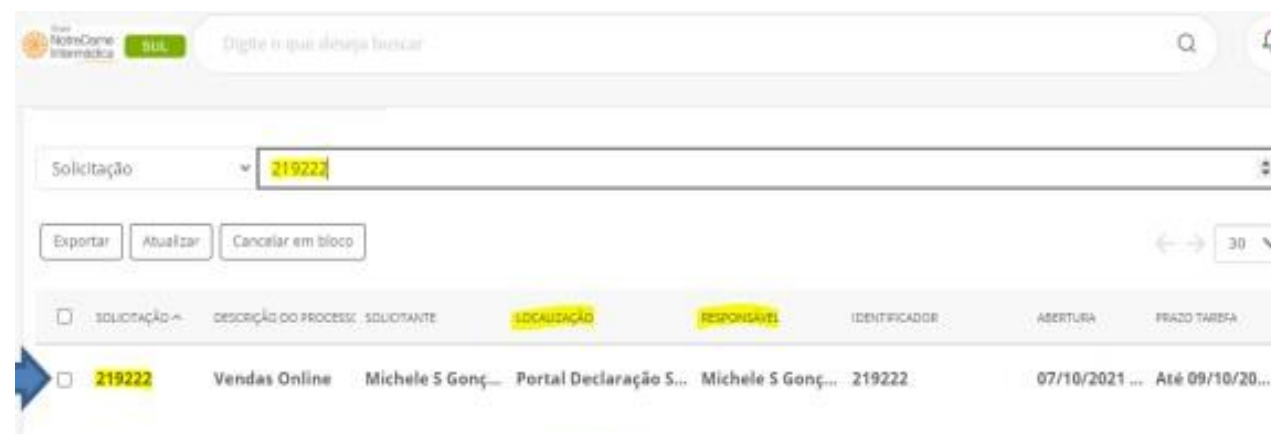 Grupo
NotreDame
Intermédica
SUL
Digite o que deseja buscar
Solicitação
219222
Exportar Atualizar Cancelar em bloco
30
SOLICITAÇÃO DESCRIÇÃO DO PROCESSC SOLICITANTE LOCALIZAÇÃO RESPONSÁVEL IDENTIFICADOR ABERTURA PRAZO TAREFA
219222 Vendas Online Michele S Gonç... Portal Declaração S... Michele S Gonç... 219222 07/10/2021 ... Até 09/10/20...